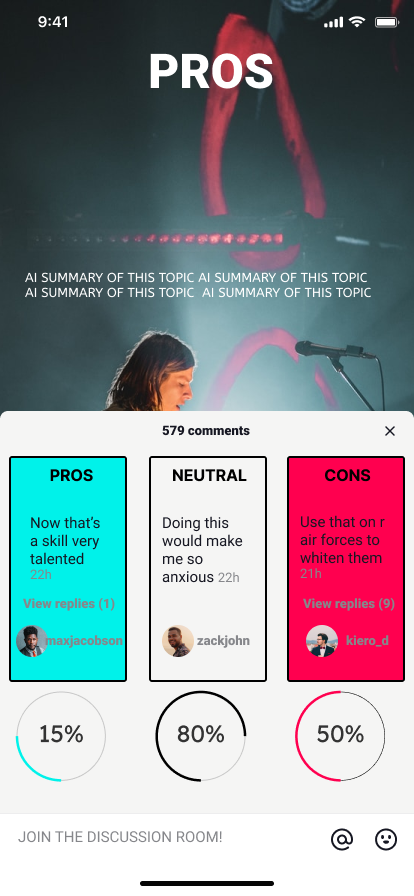 9:41
PROS
AI SUMMARY OF THIS TOPIC AI SUMMARY OF THIS TOPIC
AI SUMMARY OF THIS TOPIC AI SUMMARY OF THIS TOPIC
579 comments
PROS
Now that's
a skill very
talented
22h
View replies (1)
maxjacobson
NEUTRAL
Doing this
would make
me so
anxious 22h
zackjohn
CONS
Use that on r
air forces to
whiten them
21h
View replies (9)
kiero_d
15%
80%
50%
JOIN THE DISCUSSION ROOM!